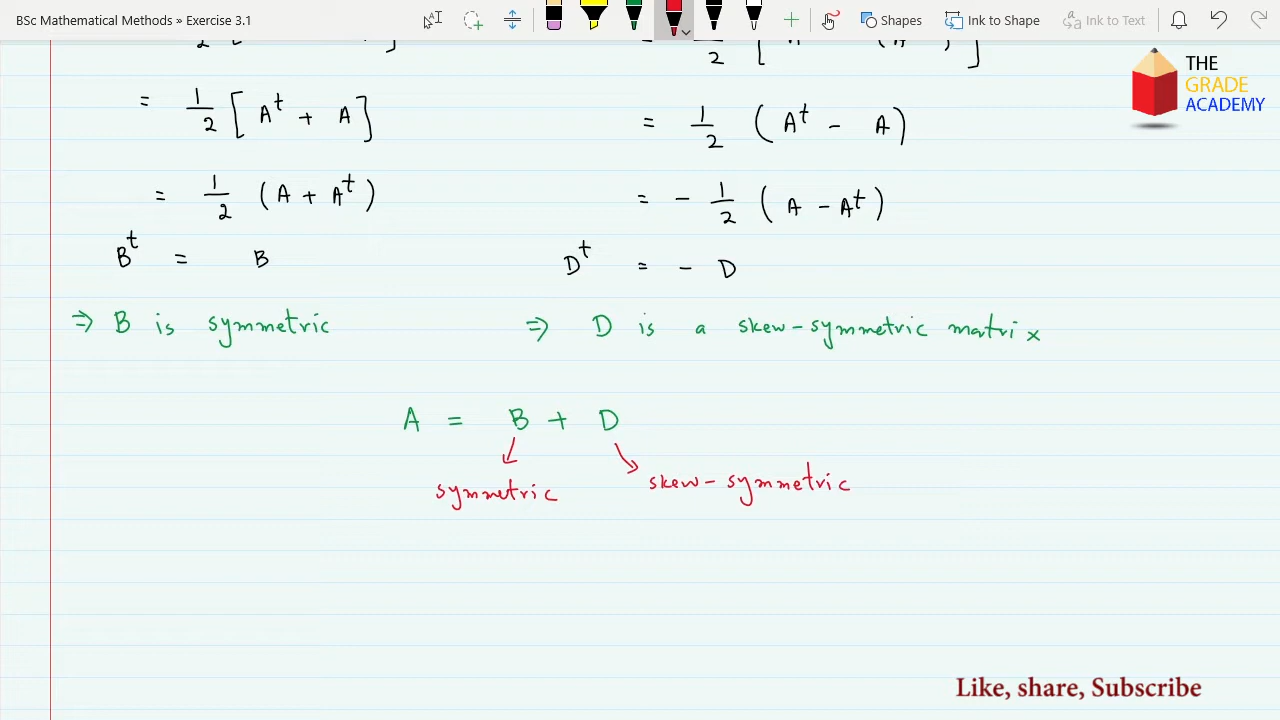 BSc Mathematical Methods » Exercise 3.1
Shapes
Ink to Shape
Ink to Text
THE
GRADE
ACADEMY
= 1/2 [A^t + A]
= 1/2 (A^t - A)
= 1/2 (A + A^t)
= - 1/2 (A - A^t)
B^t = B
D^t = - D
⇒ B is symmetric
⇒ D is a skew-symmetric matrix
A = B + D
symmetric
skew-symmetric
Like, share, Subscribe